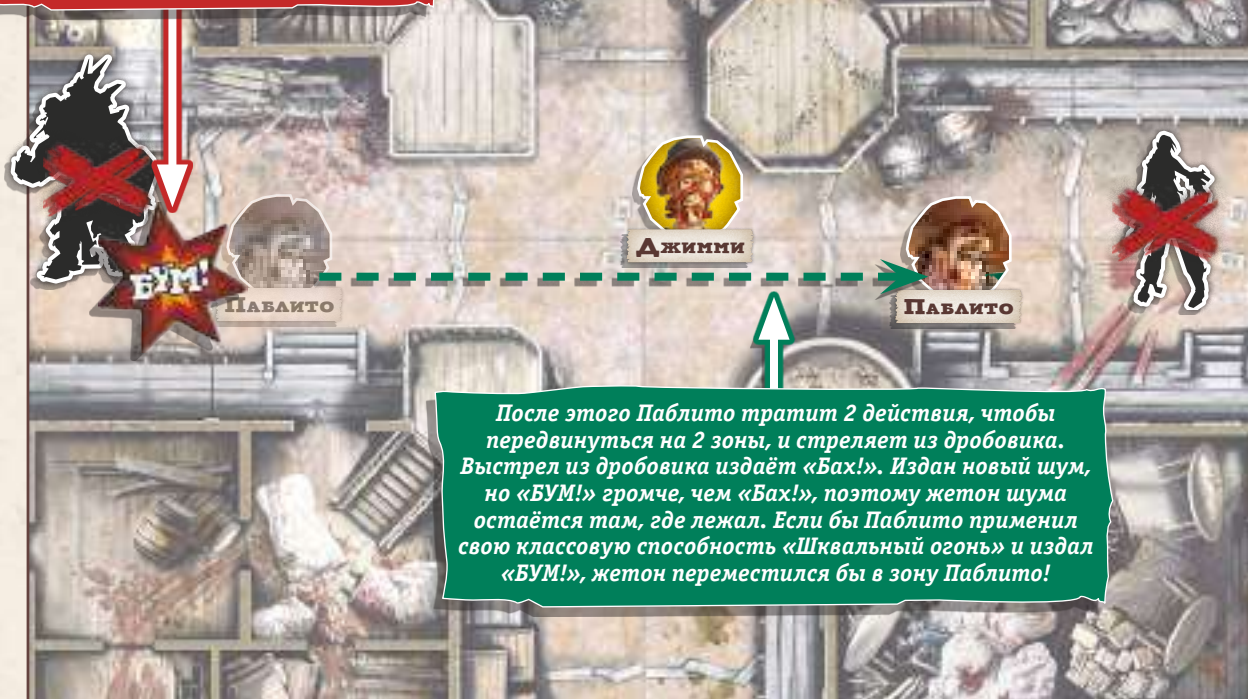 Джимми
БУМ!
Паблито
Паблито
После этого Паблито тратит 2 действия, чтобы
передвинуться на 2 зоны, и стреляет из дробовика.
Выстрел из дробовика издаёт «Бах!». Издан новый шум,
но «БУМ!» громче, чем «Бах!», поэтому жетон шума
остаётся там, где лежал. Если бы Паблито применил
свою классовую способность «Шквальный огонь» и издал
«БУМ!», жетон переместился бы в зону Паблито!